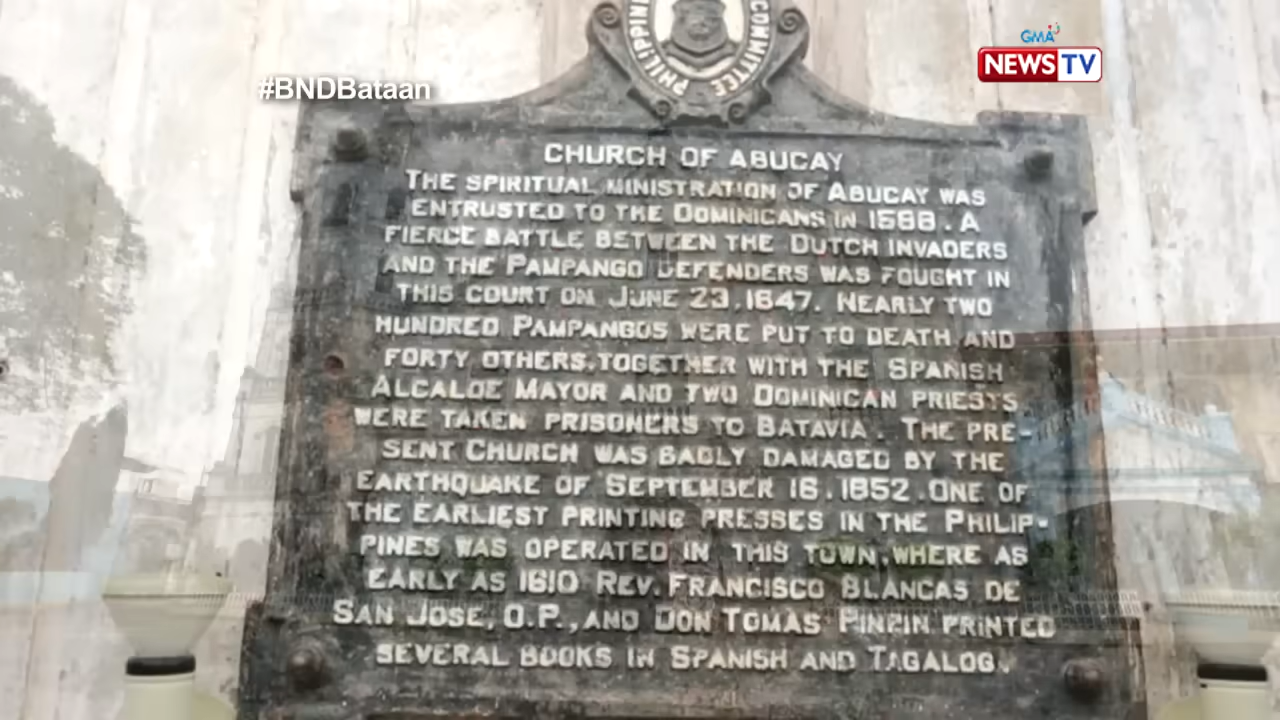 GMA
NEWS TV
#BNDBataan
PHILIPPINE
COMMITTEE
CHURCH OF ABUCAY
THE SPIRITUAL MINISTRATION OF ABUCAY WAS
ENTRUSTED TO THE DOMINICANS IN 1588. A
FIERCE BATTLE BETWEEN THE DUTCH INVADERS
AND THE PAMPANGO DEFENDERS WAS FOUGHT IN
THIS COURT ON JUNE 23, 1647. NEARLY TWO
HUNDRED PAMPANGOS WERE PUT TO DEATH AND
FORTY OTHERS, TOGETHER WITH THE SPANISH
ALCALDE MAYOR AND TWO DOMINICAN PRIESTS
WERE TAKEN PRISONERS TO BATAVIA. THE PRE-
SENT CHURCH WAS BADLY DAMAGED BY THE
EARTHQUAKE OF SEPTEMBER 16, 1852. ONE OF
THE EARLIEST PRINTING PRESSES IN THE PHILIP-
PINES WAS OPERATED IN THIS TOWN, WHERE AS
EARLY AS 1610 REV. FRANCISCO BLANCAS DE
SAN JOSE, O.P., AND DON TOMAS PINPIN PRINTED
SEVERAL BOOKS IN SPANISH AND TAGALOG.